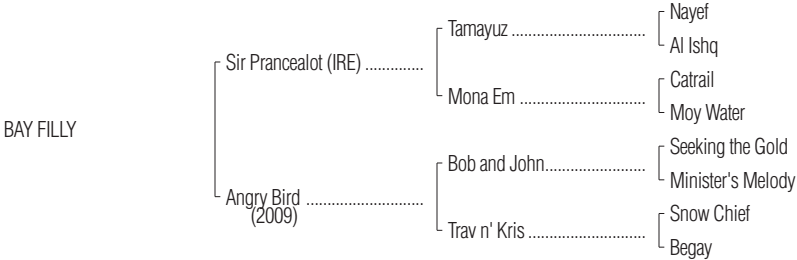 Nayef
Tamayuz ................................
Al Ishq
Sir Prancealot (IRE) ..............
Catrail
Mona Em ..............................
Moy Water
BAY FILLY
Seeking the Gold
Bob and John........................
Minister's Melody
Angry Bird ............................
(2009)
Snow Chief
Trav n' Kris ............................
Begay